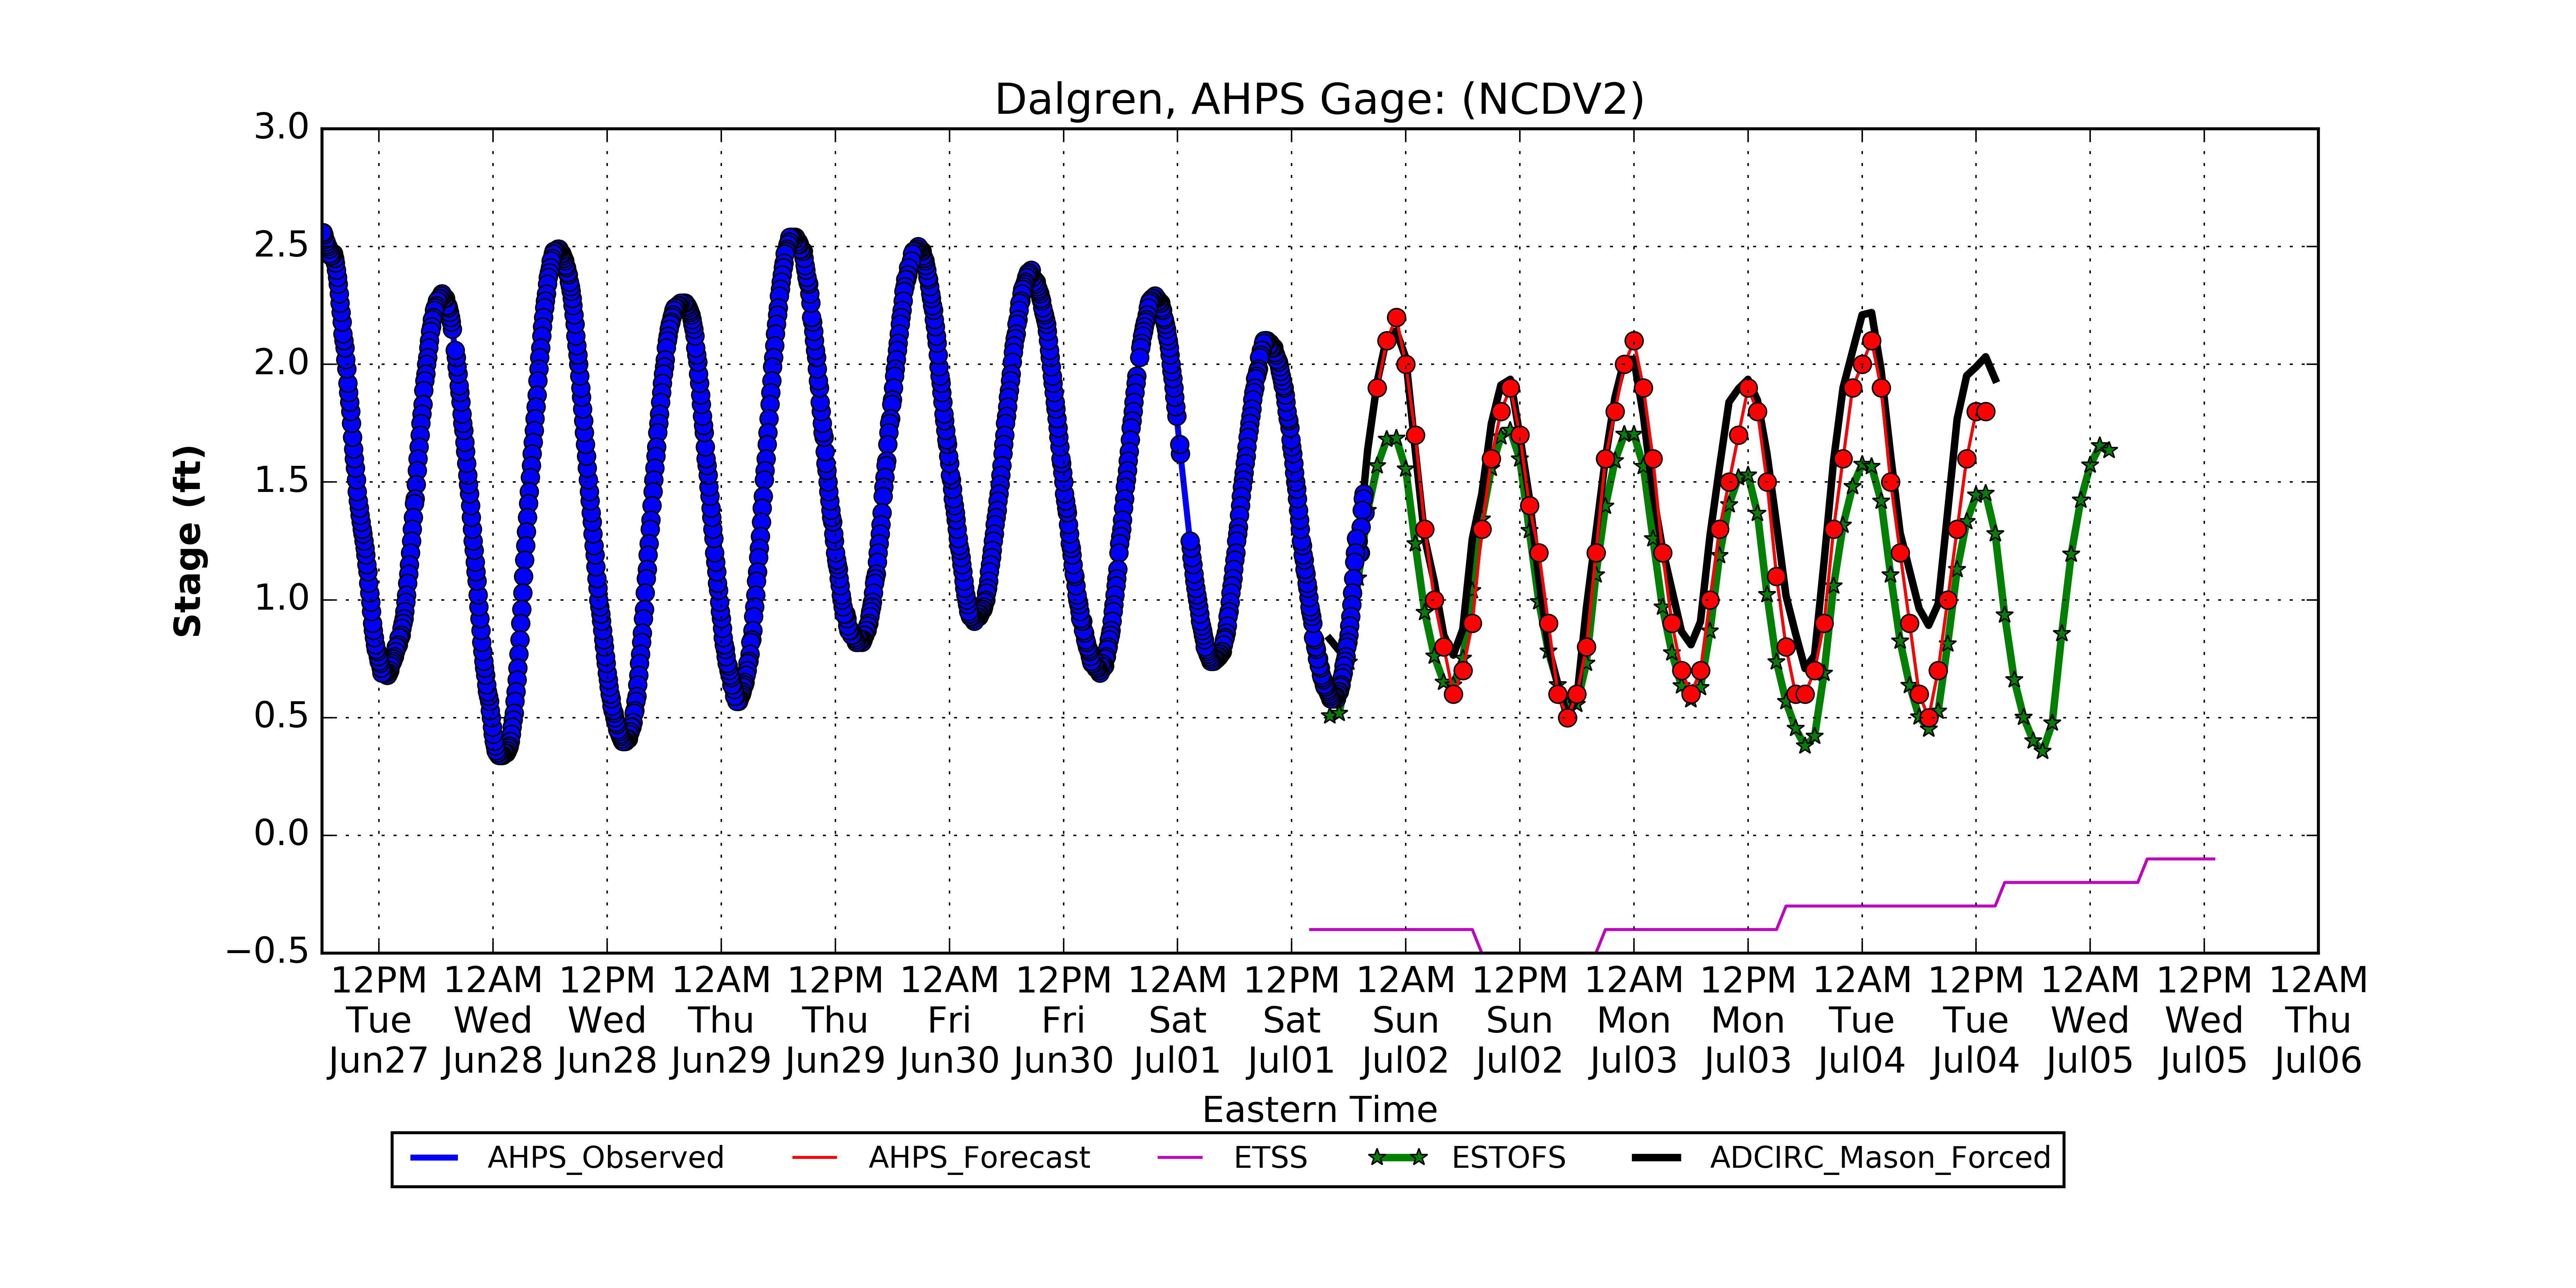 Dalgren, AHPS Gage: (NCDV2)
3.0
2.5
2.0
1.5
1.0
0.5
0.0
−0.5
Stage (ft)
12PM 12AM 12PM 12AM 12PM 12AM 12PM 12AM 12PM 12AM 12PM 12AM 12PM 12AM 12PM 12AM 12PM 12AM
Tue Wed Wed Thu Thu Fri Fri Sat Sat Sun Sun Mon Mon Tue Tue Wed Wed Thu
Jun27 Jun28 Jun28 Jun29 Jun29 Jun30 Jun30 Jul01 Jul01 Jul02 Jul02 Jul03 Jul03 Jul04 Jul04 Jul05 Jul05 Jul06
Eastern Time
AHPS_Observed AHPS_Forecast ETSS ESTOFS ADCIRC_Mason_Forced